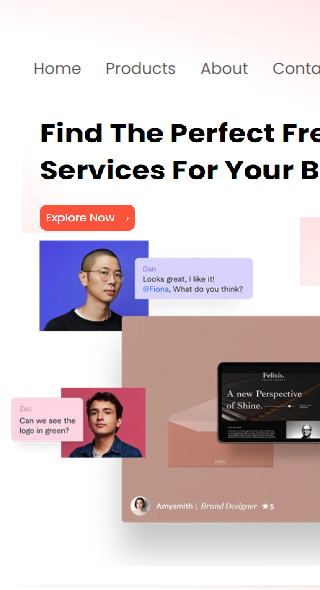 Home Products About Conta
Find The Perfect Fre
Services For Your B
Explore Now
Dan
Looks great, I like it!
@Fiona, What do you think?
Felixis.
A new Perspective
of Shine.
Zac
Can we see the
logo in green?
Amysmith | Brand Designer ★ 5